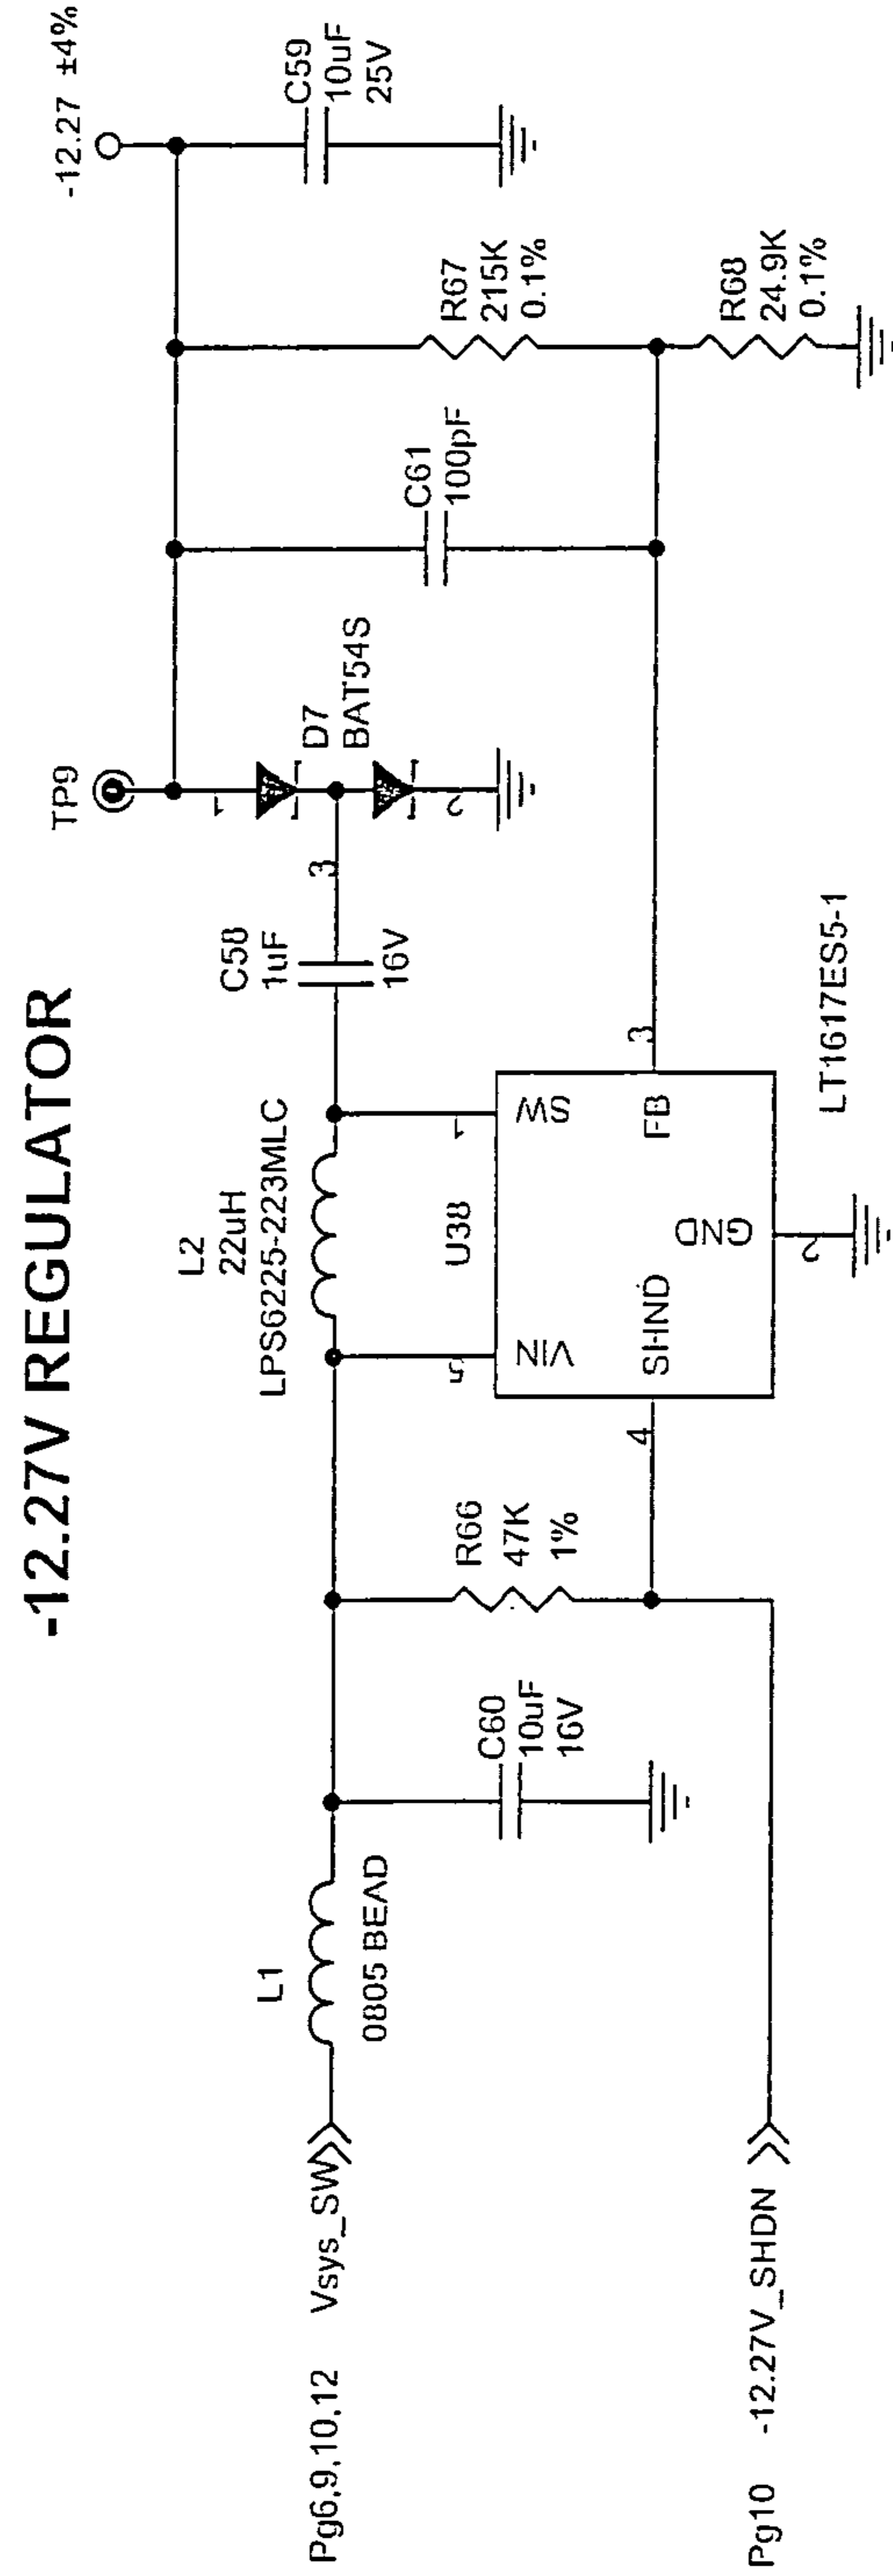 -12.27V REGULATOR
Pg6,9,10,12
Vsys_SW
L1
0805 BEAD
C60
10uF
16V
R66
47K
1%
Pg10
-12.27V_SHDN
L2
22uH
LPS6225-223MLC
U38
5
VIN
1
SW
4
SHND
FB
3
GND
2
LT1617ES5-1
C58
1uF
16V
3
TP9
1
D7
BAT54S
2
C61
100pF
R67
215K
0.1%
R68
24.9K
0.1%
-12.27 ±4%
C59
10uF
25V